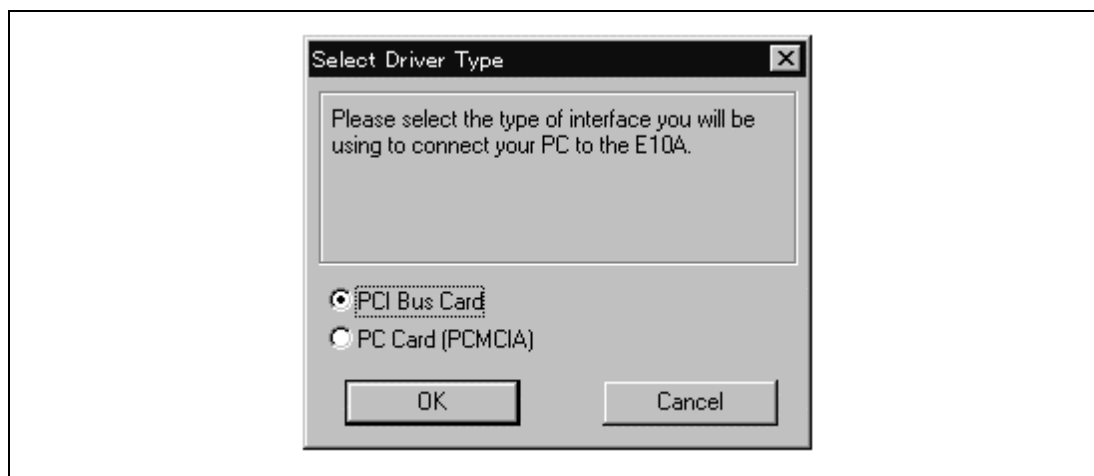 Select Driver Type
Please select the type of interface you will be
using to connect your PC to the E10A.
PCI Bus Card
PC Card (PCMCIA)
OK
Cancel